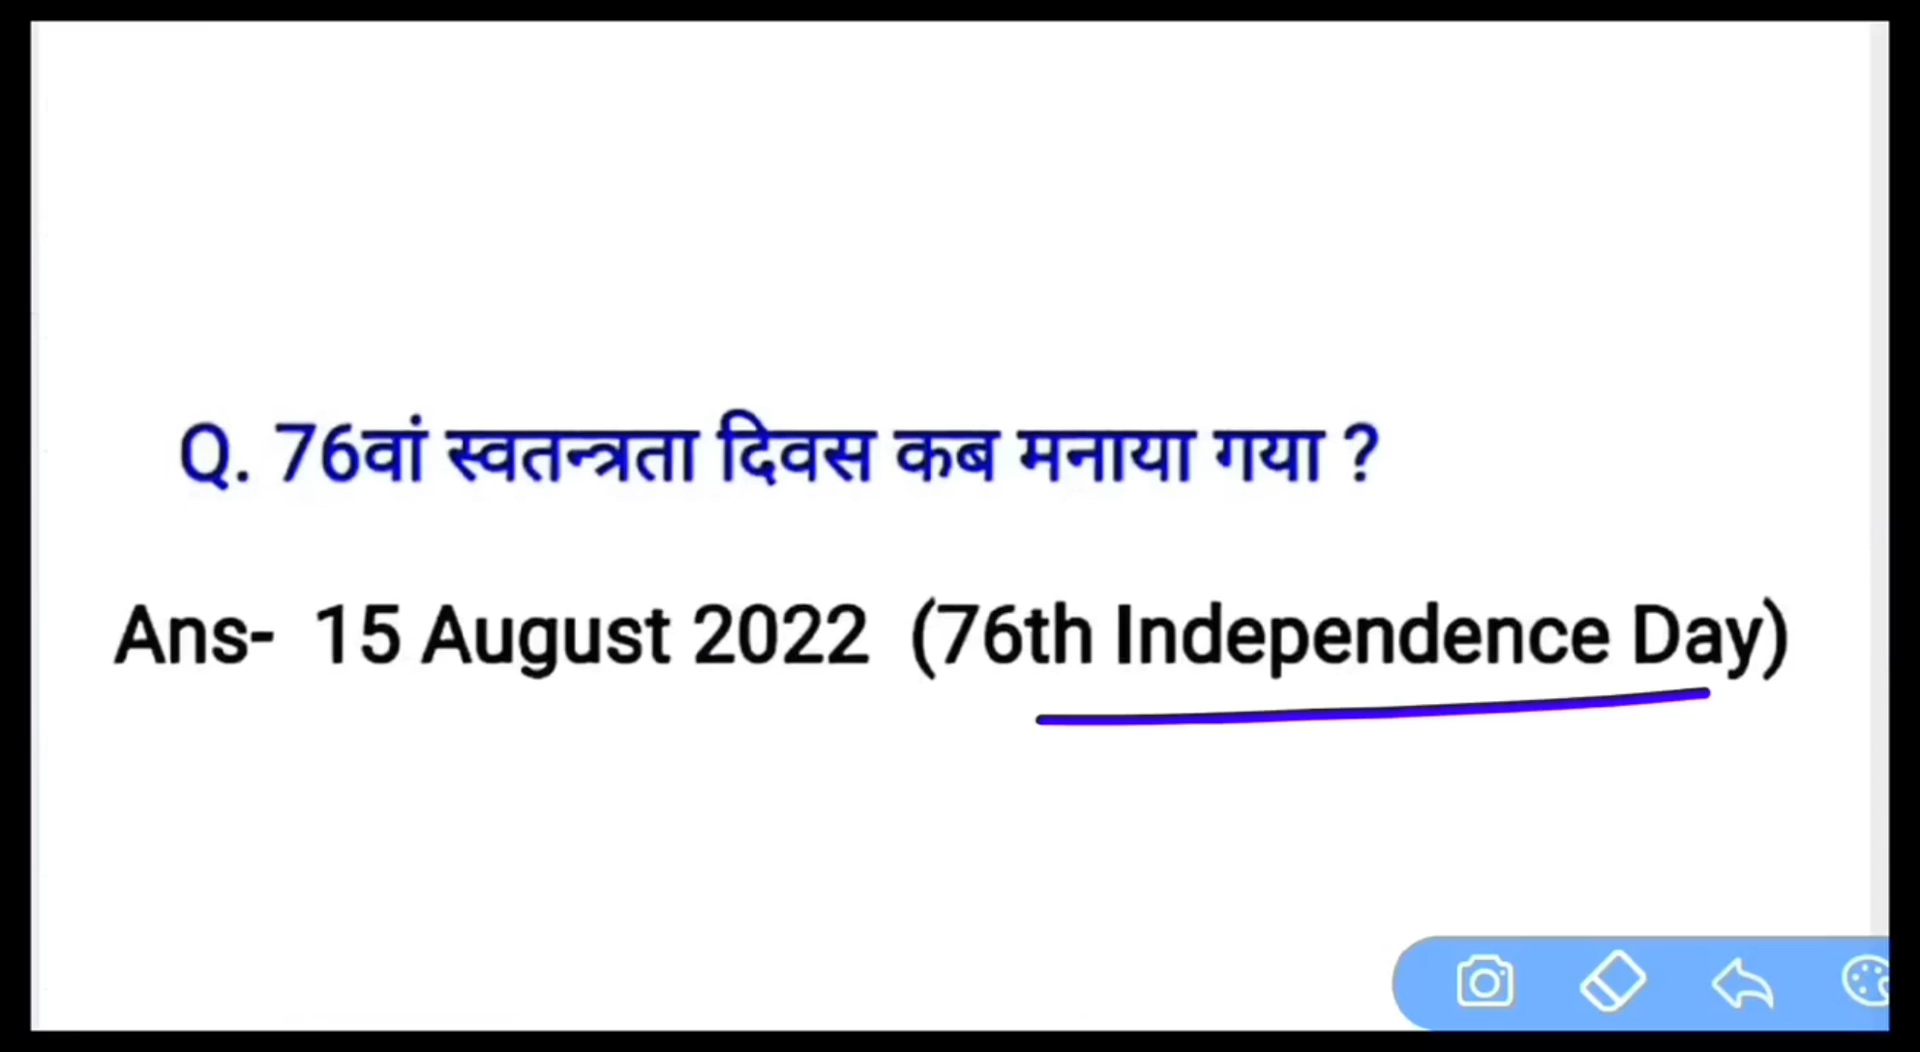 Q. 76वां स्वतन्त्रता दिवस कब मनाया गया ?
Ans- 15 August 2022 (76th Independence Day)